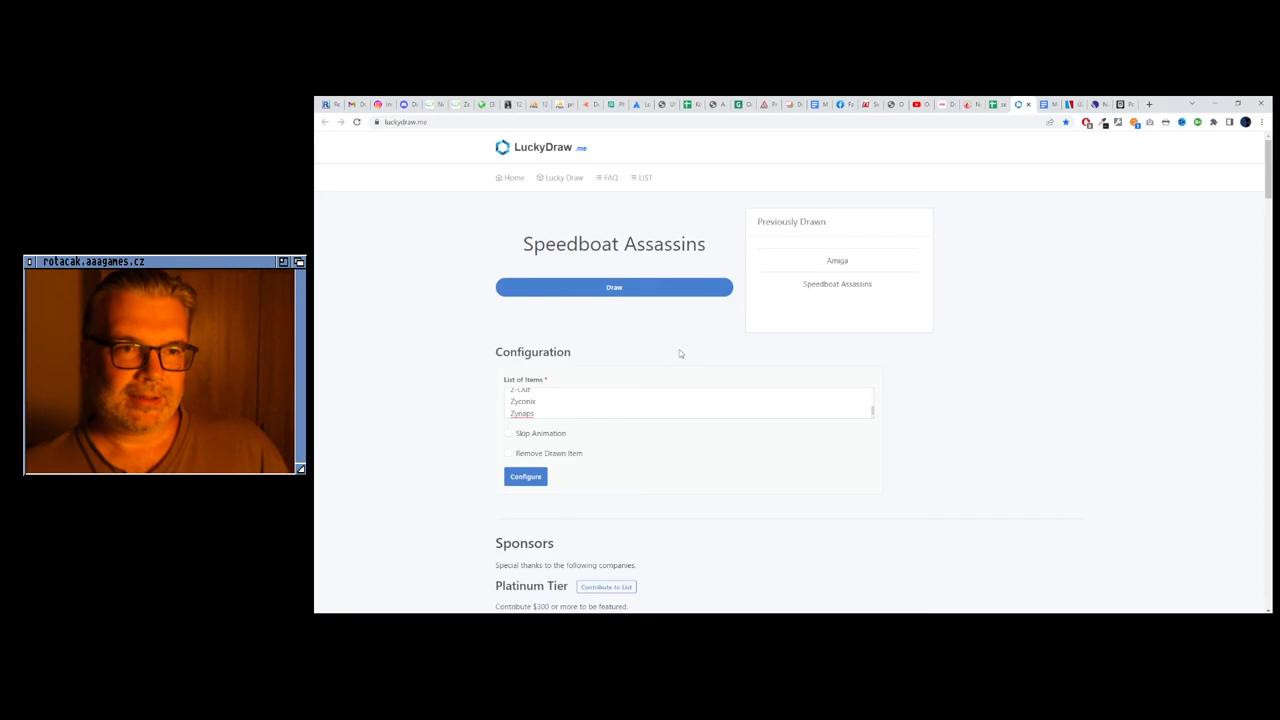 rotacak.aaagames.cz
luckydraw.me
LuckyDraw .me
Home Lucky Draw FAQ LIST
Speedboat Assassins
Draw
Previously Drawn
Amiga
Speedboat Assassins
Configuration
List of Items *
Z-Out
Zyconix
Zynaps
Skip Animation
Remove Drawn Item
Configure
Sponsors
Special thanks to the following companies.
Platinum Tier Contribute to List
Contribute $300 or more to be featured.